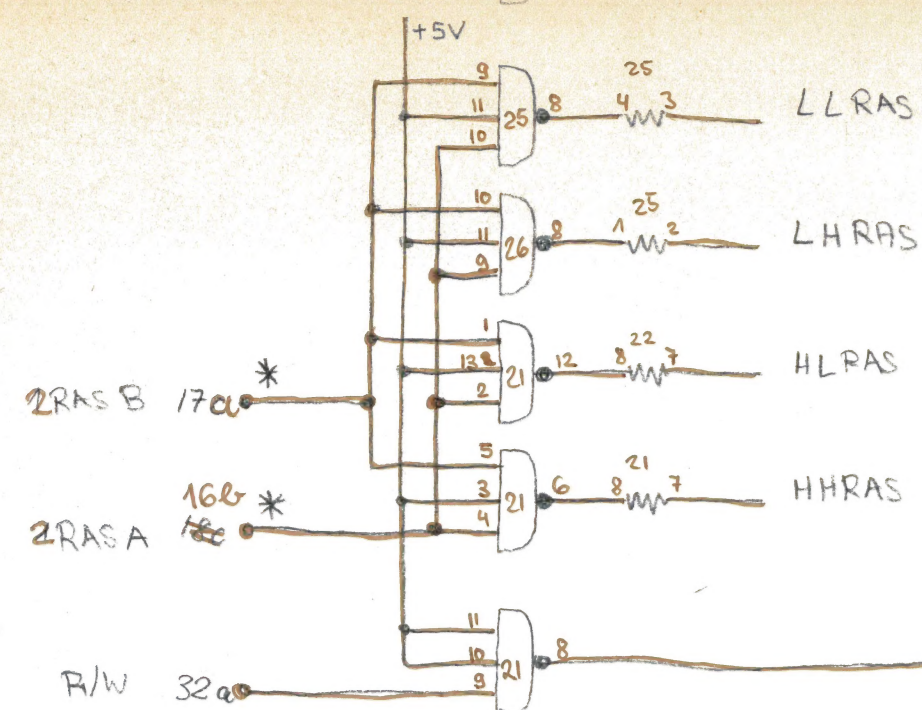 +5V
25
9
11 25 8 4 3 LLRAS
10
25
10
11 26 8 1 2 LHRAS
9
22
1
13 21 12 8 7 HLRAS
2
2RAS B 17a *
21
5
3 21 6 8 7 HHRAS
4
16b *
2RAS A
11
10 21 8
9
R/W 32a